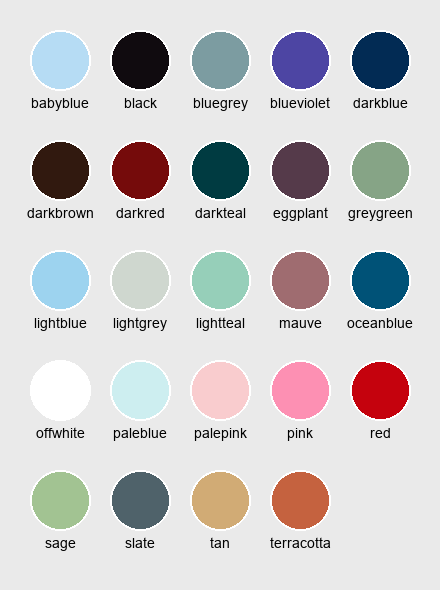 babyblue black bluegrey blueviolet darkblue
darkbrown darkred darkteal eggplant greygreen
lightblue lightgrey lightteal mauve oceanblue
offwhite paleblue palepink pink red
sage slate tan terracotta